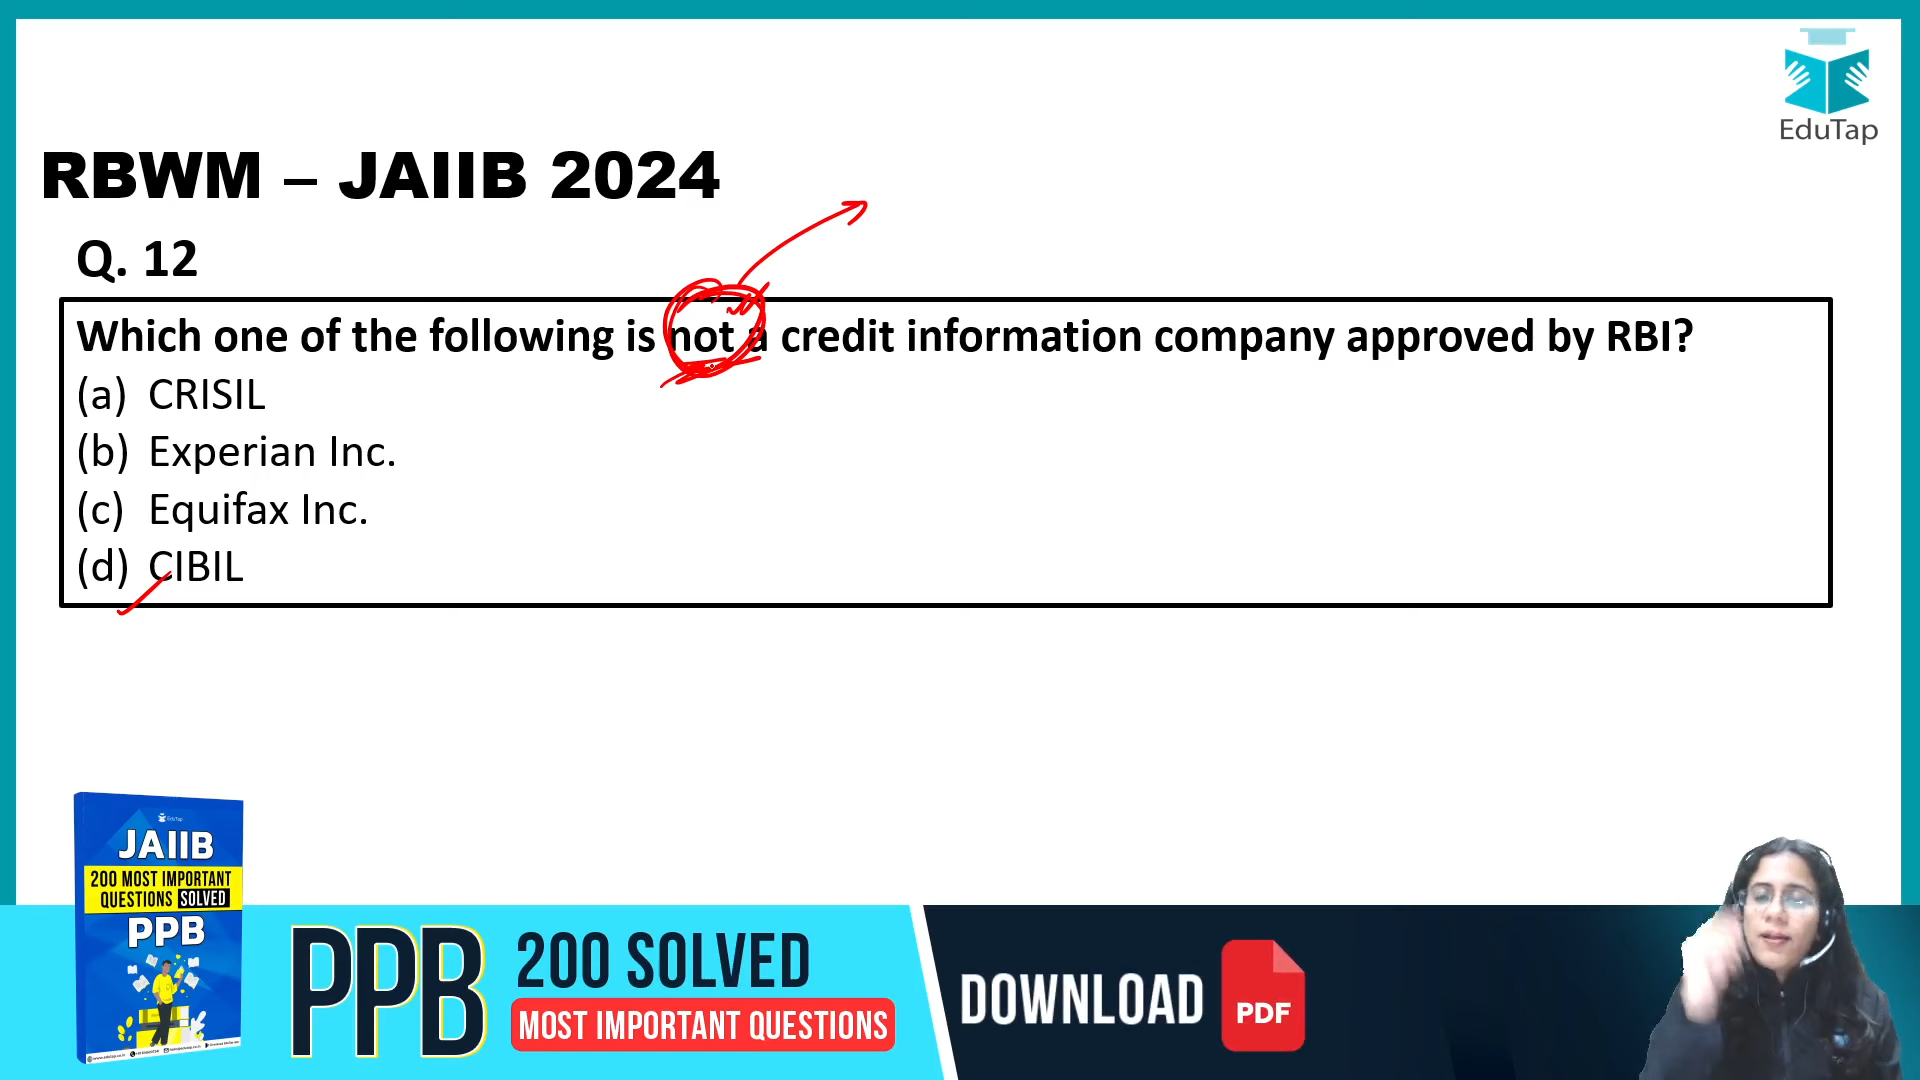 EduTap
RBWM – JAIIB 2024
Q. 12
Which one of the following is not a credit information company approved by RBI?
(a) CRISIL
(b) Experian Inc.
(c) Equifax Inc.
(d) CIBIL
EduTap
JAIIB
200 MOST IMPORTANT
QUESTIONS SOLVED
PPB
PPB
200 SOLVED
MOST IMPORTANT QUESTIONS
DOWNLOAD
PDF